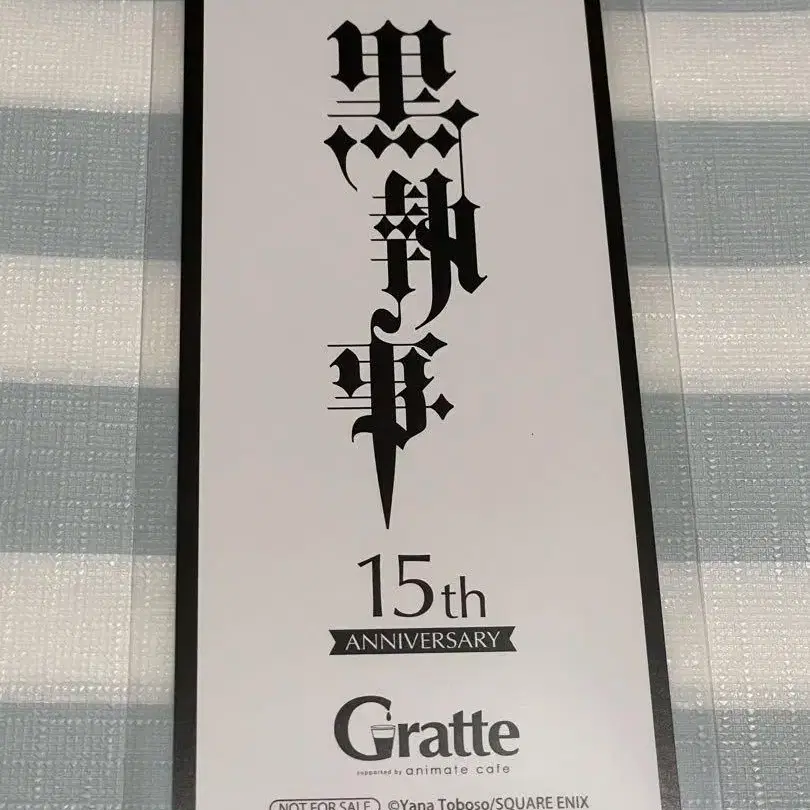 黒執事
15th
ANNIVERSARY
Gratte
supported by animate cafe
NOT FOR SALE ©Yana Toboso/SQUARE ENIX